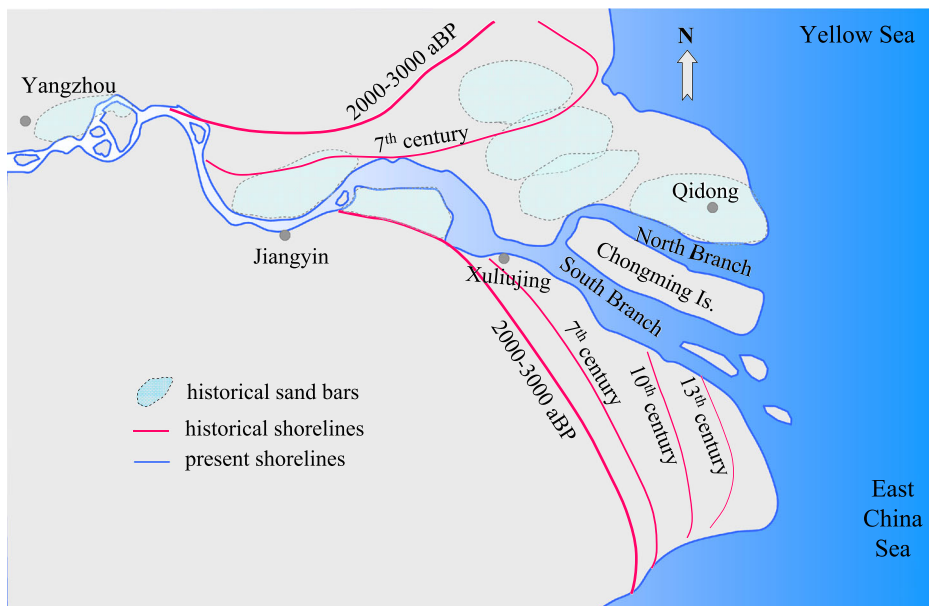 Yellow Sea
N
Yangzhou
2000-3000 aBP
7th century
Qidong
Jiangyin
North Branch
Chongming Is.
Xuliujing
South Branch
2000-3000 aBP
7th century
10th century
13th century
historical sand bars
historical shorelines
present shorelines
East
China
Sea